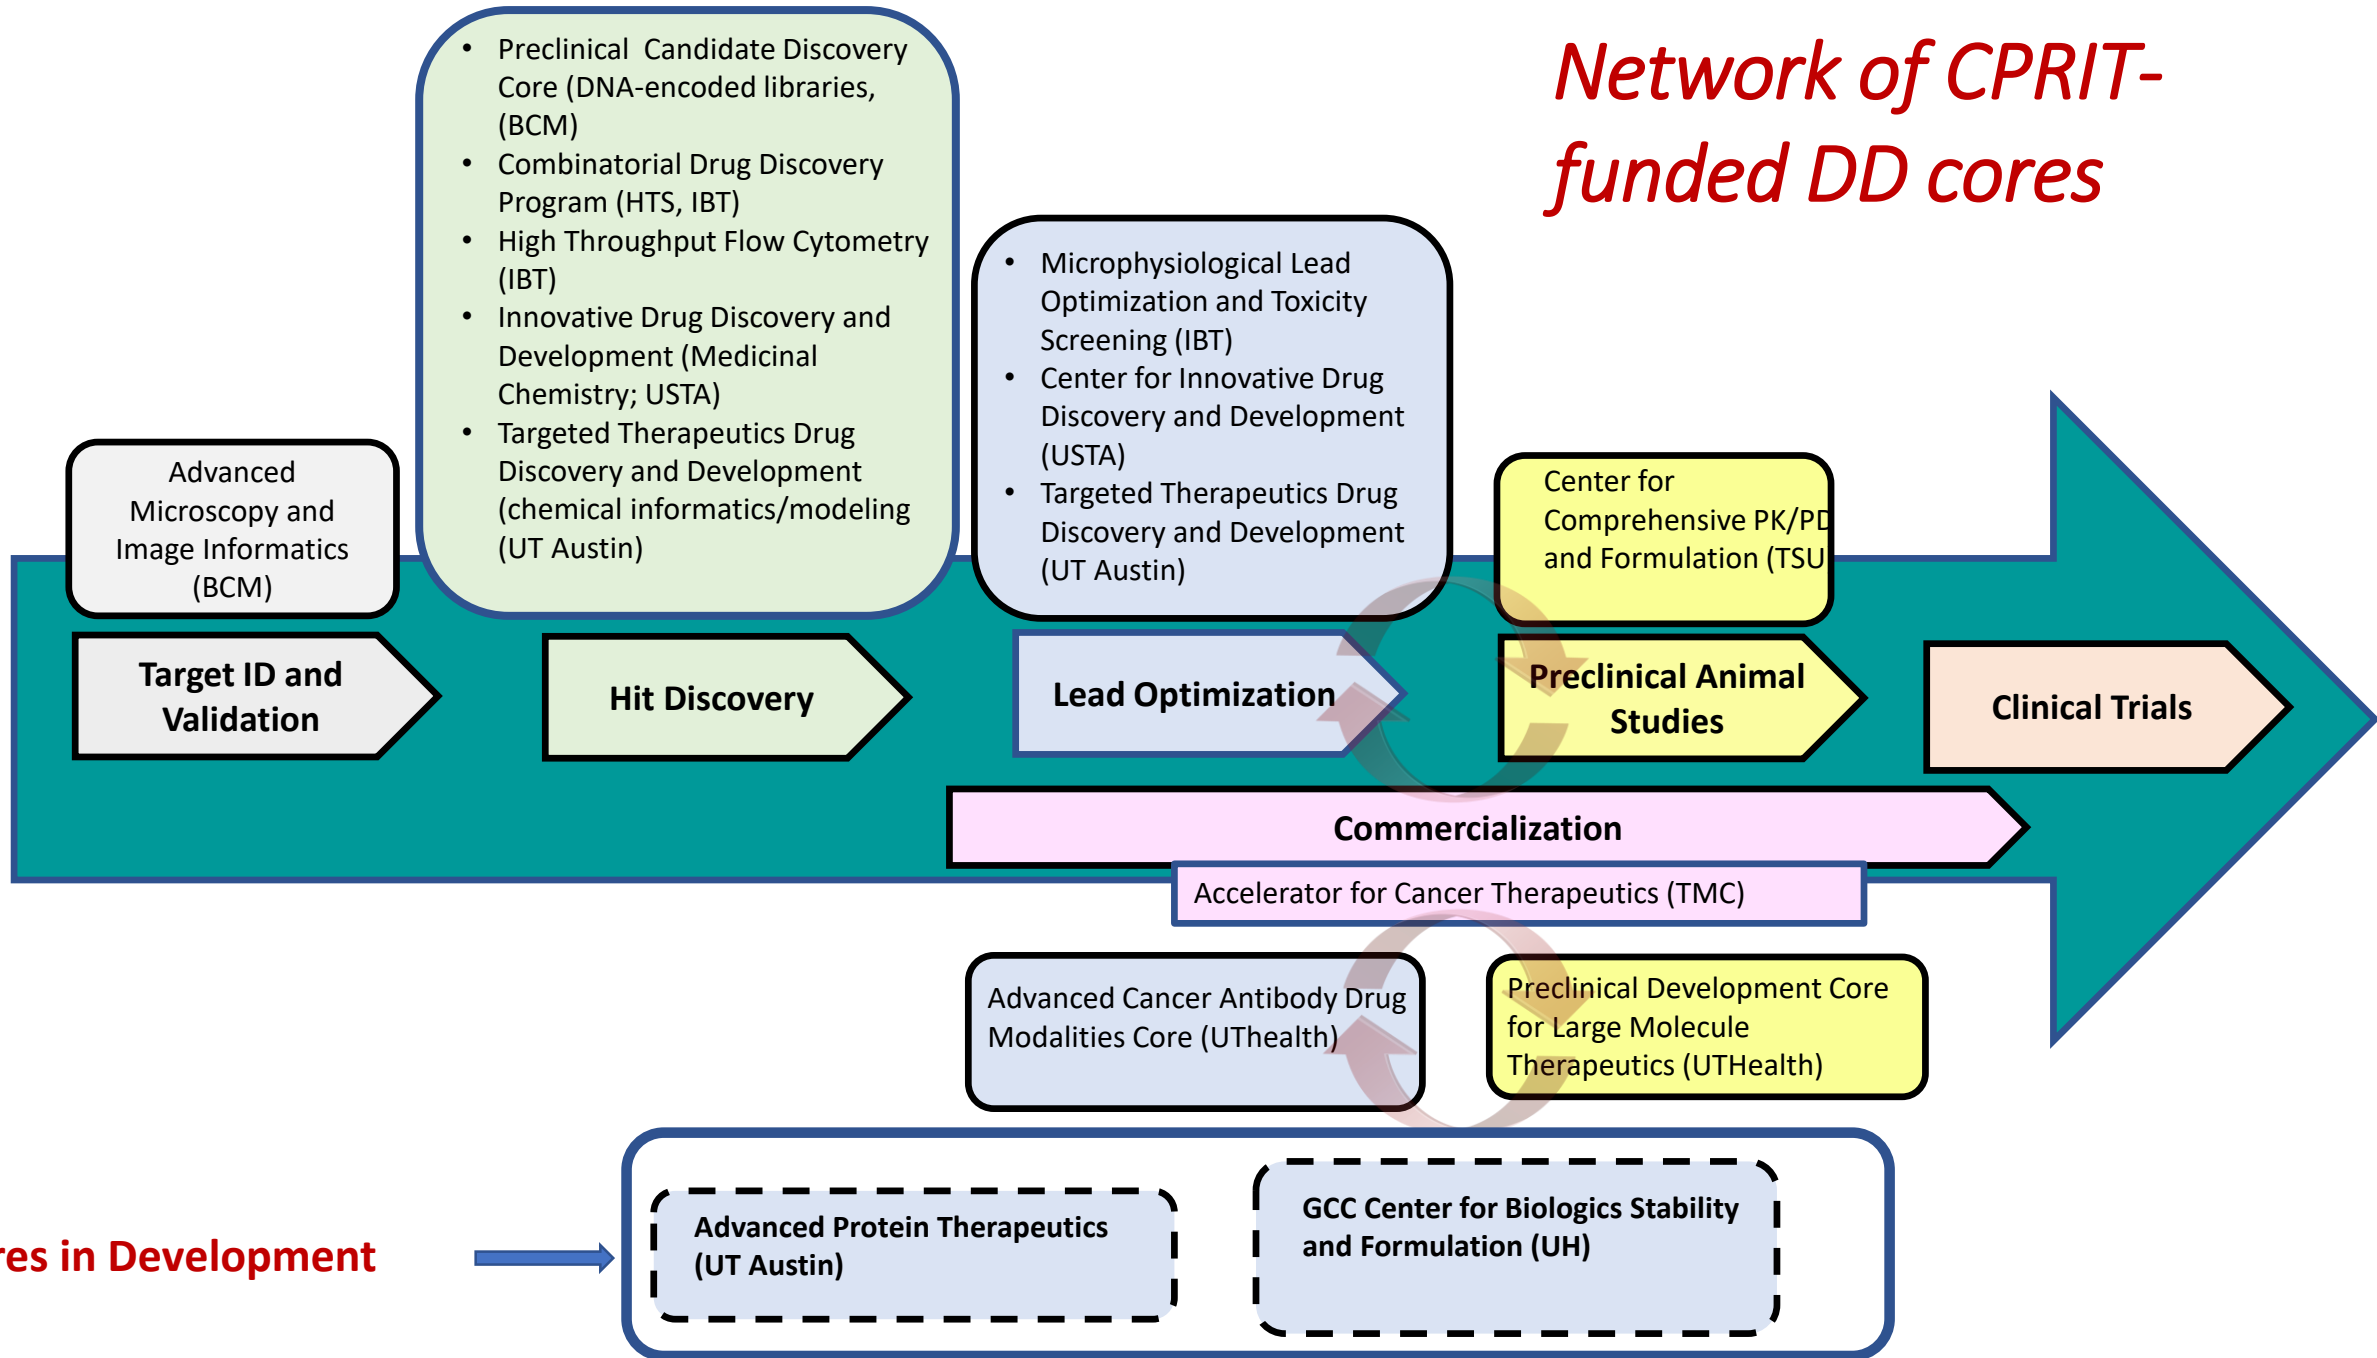 Network of CPRIT-
funded DD cores
• Preclinical Candidate Discovery
Core (DNA-encoded libraries,
(BCM)
• Combinatorial Drug Discovery
Program (HTS, IBT)
• High Throughput Flow Cytometry
(IBT)
• Innovative Drug Discovery and
Development (Medicinal
Chemistry; USTA)
• Targeted Therapeutics Drug
Discovery and Development
(chemical informatics/modeling
(UT Austin)
• Microphysiological Lead
Optimization and Toxicity
Screening (IBT)
• Center for Innovative Drug
Discovery and Development
(USTA)
• Targeted Therapeutics Drug
Discovery and Development
(UT Austin)
Advanced
Microscopy and
Image Informatics
(BCM)
Center for
Comprehensive PK/PD
and Formulation (TSU
Target ID and
Validation
Hit Discovery
Lead Optimization
Preclinical Animal
Studies
Clinical Trials
Commercialization
Accelerator for Cancer Therapeutics (TMC)
Advanced Cancer Antibody Drug
Modalities Core (UThealth)
Preclinical Development Core
for Large Molecule
Therapeutics (UTHealth)
res in Development
Advanced Protein Therapeutics
(UT Austin)
GCC Center for Biologics Stability
and Formulation (UH)